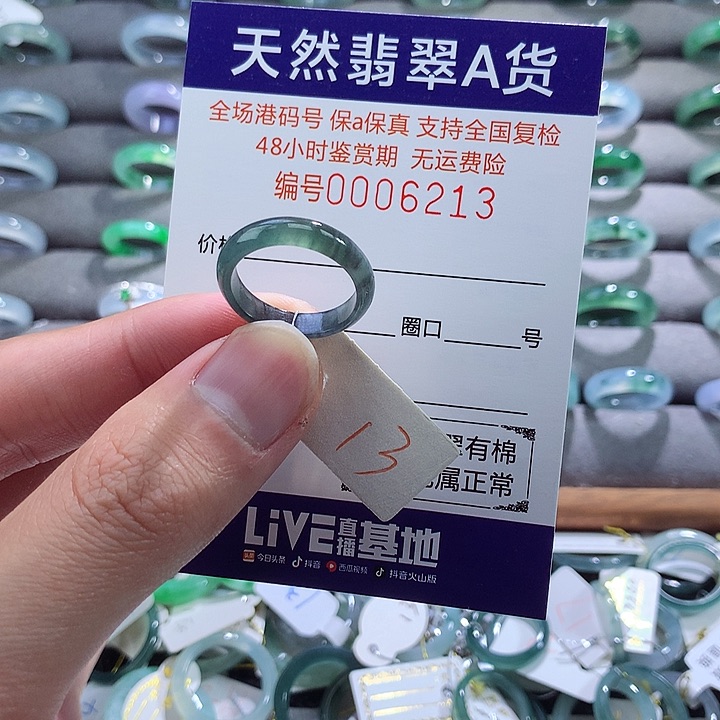 天然翡翠A货
全场港码号 保a保真 支持全国复检
48小时鉴赏期 无运费险
编号0006213
价
圈口 号
13
有棉
属正常
LiVE直播基地
今日头条 抖音 西瓜视频 抖音火山版